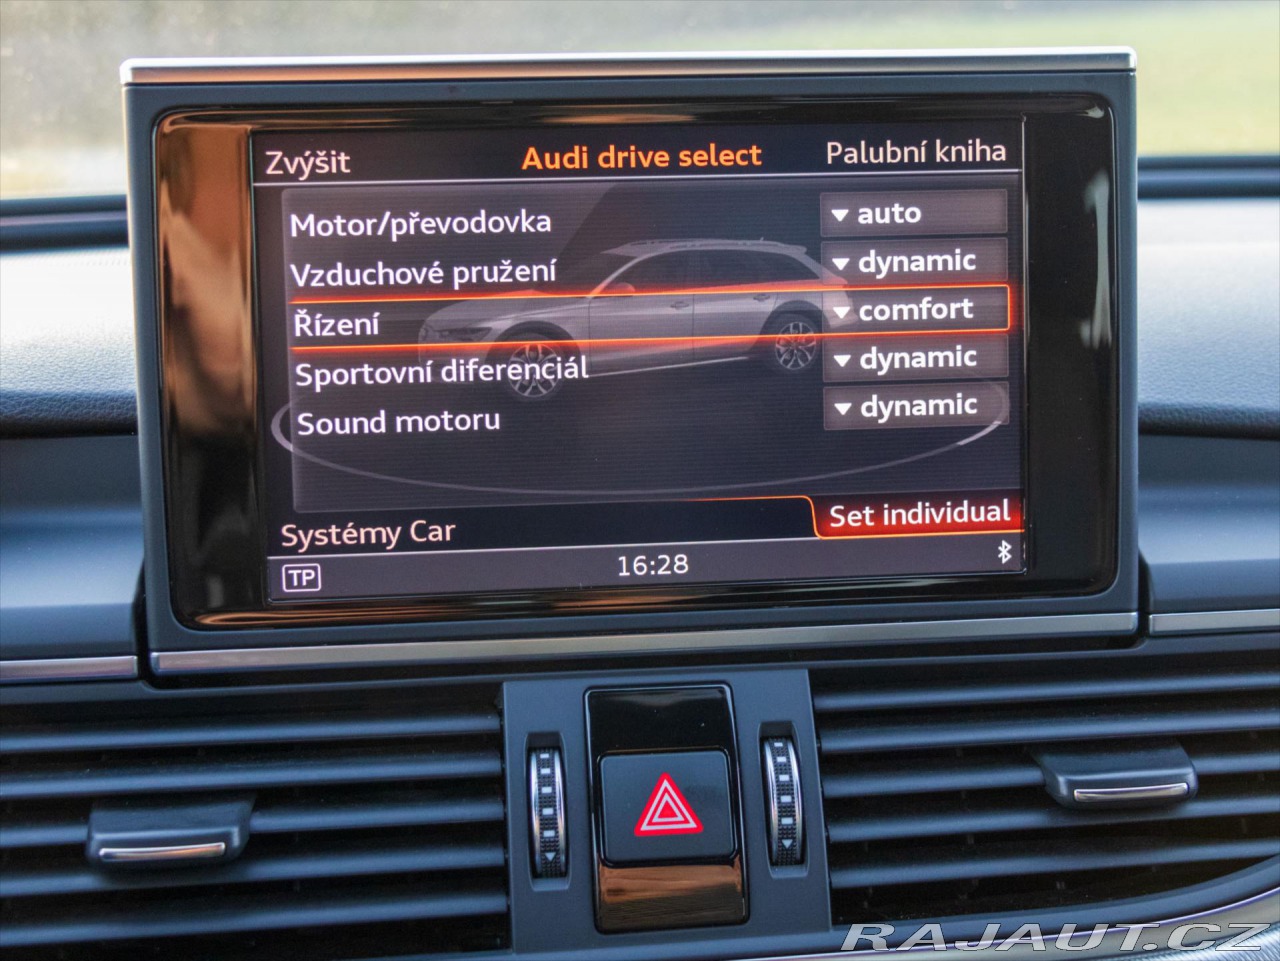 Zvýšit Audi drive select Palubní kniha
Motor/převodovka auto
Vzduchové pružení dynamic
Řízení comfort
Sportovní diferenciál dynamic
Sound motoru dynamic
Systémy Car Set individual
TP 16:28
RAJAUT.CZ